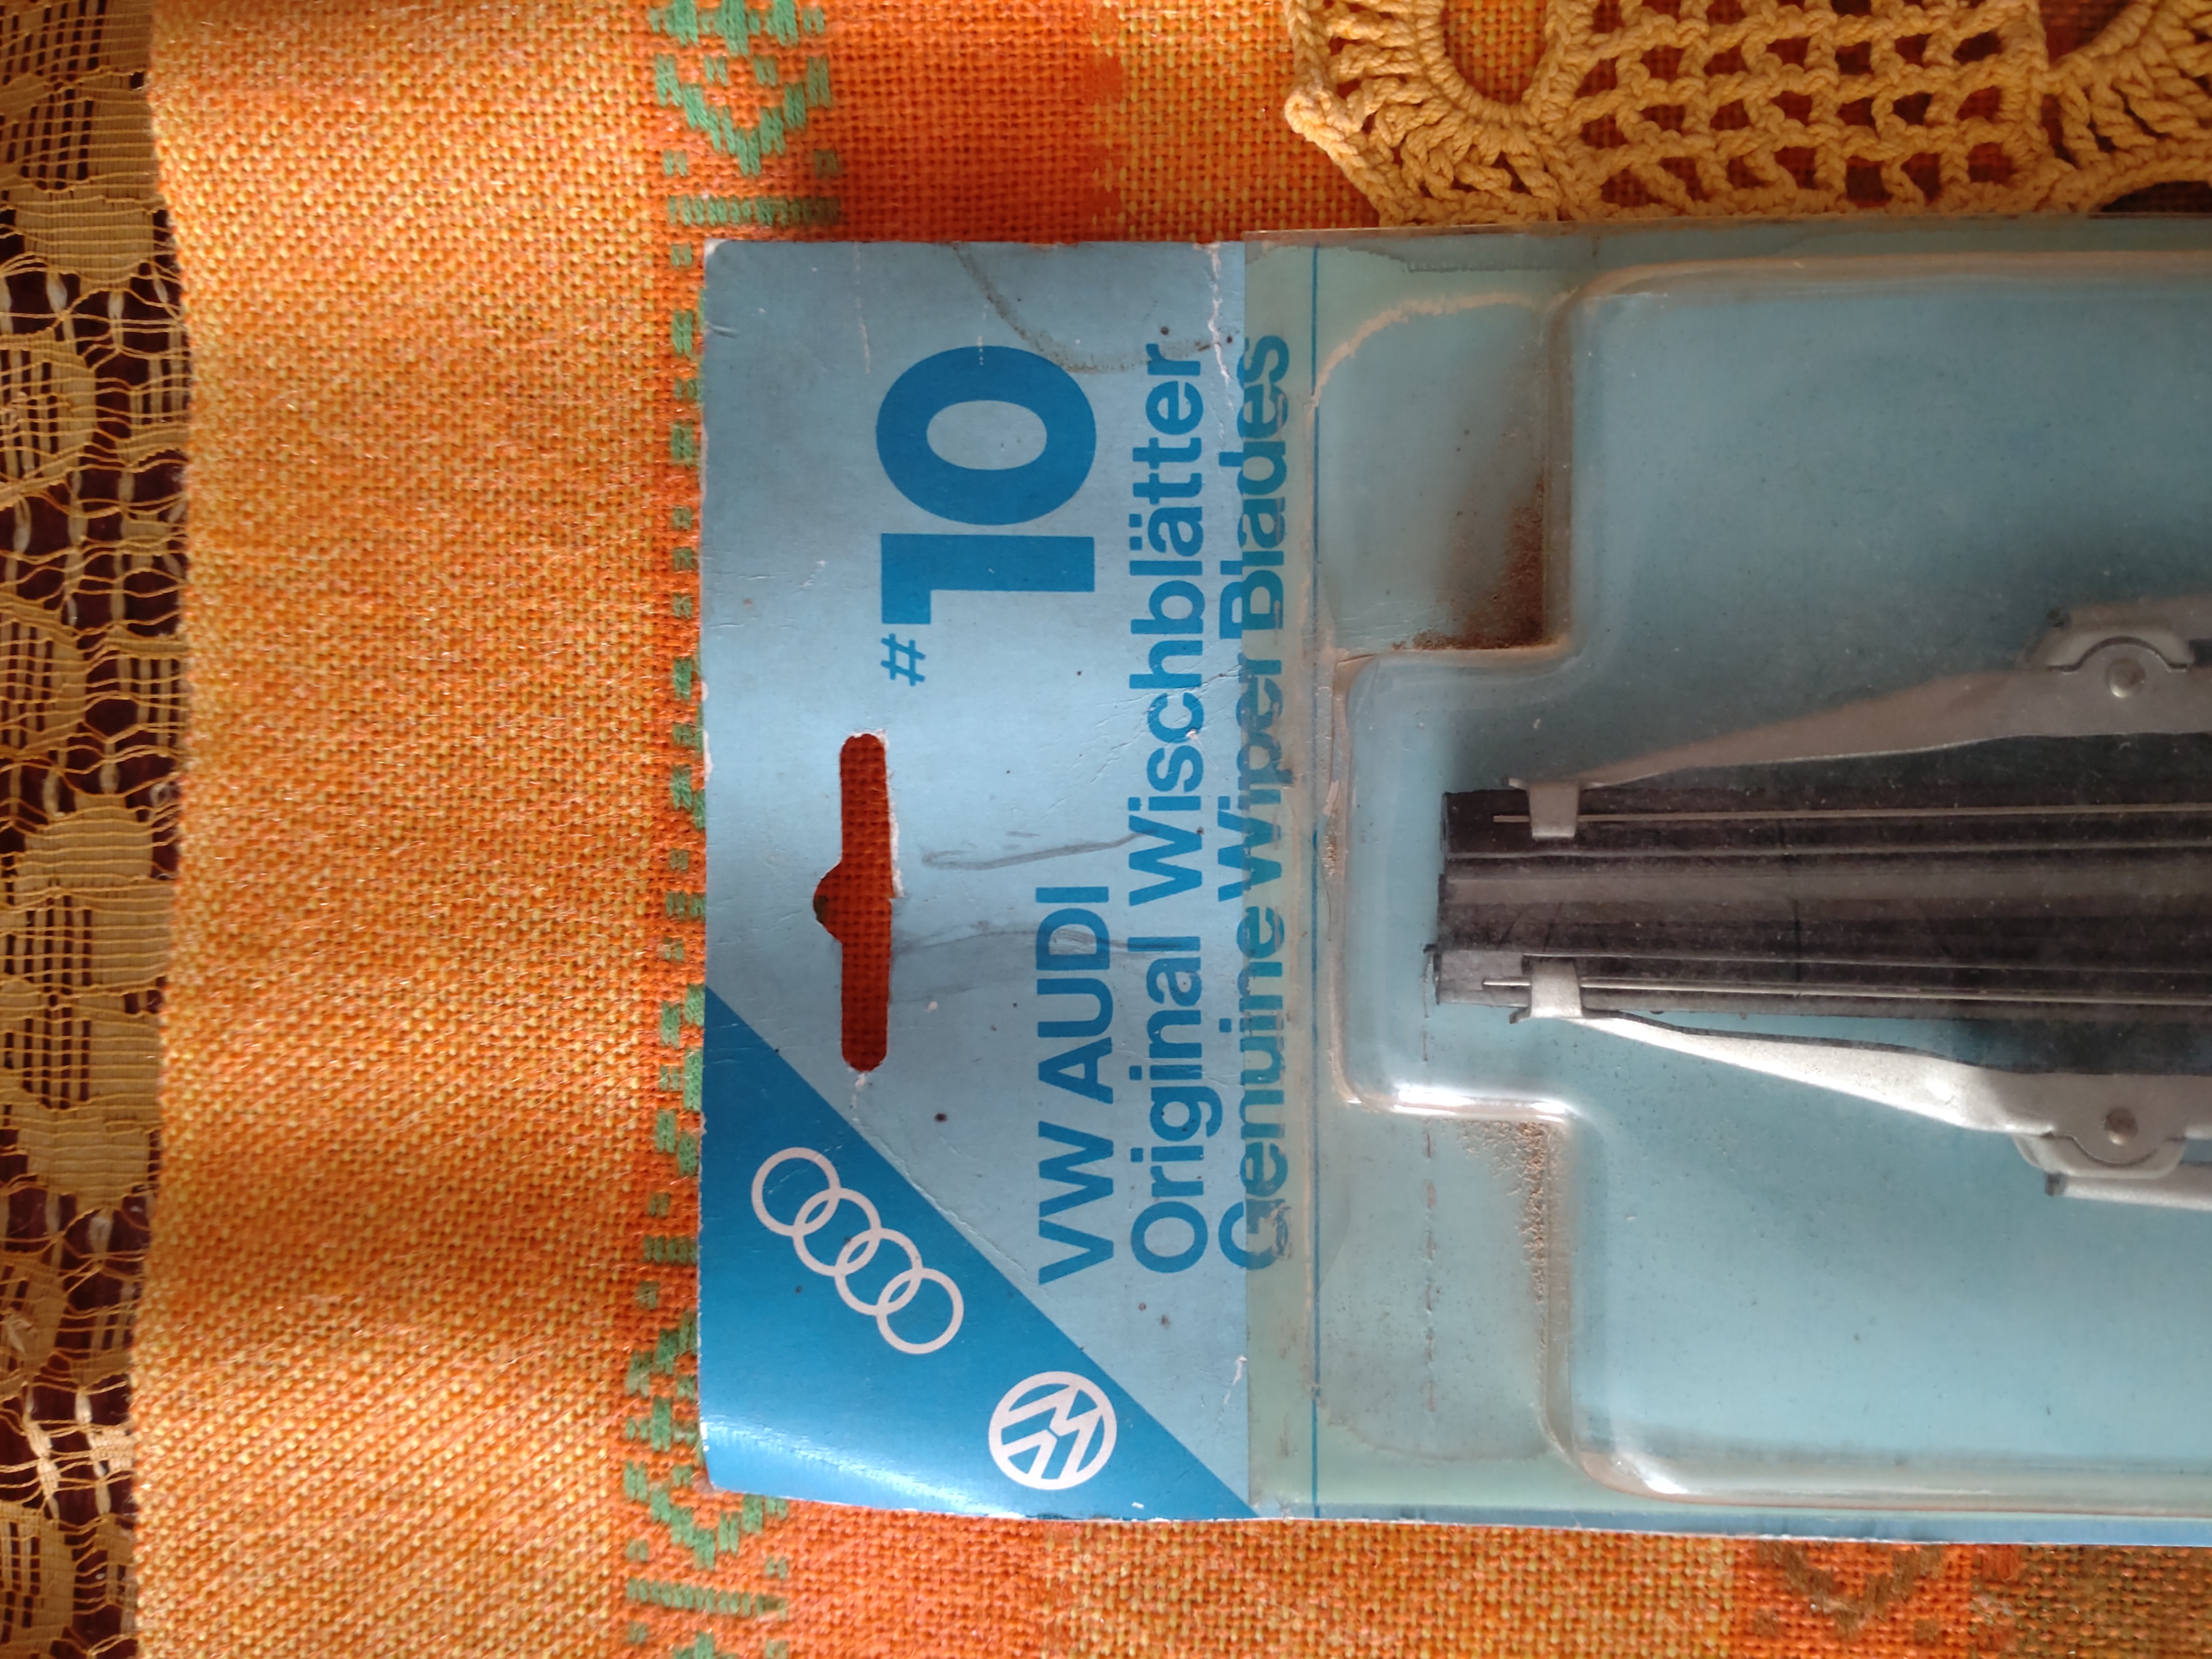 #10
VW AUDI
Original Wischblätter
Genuine Wiper Blades